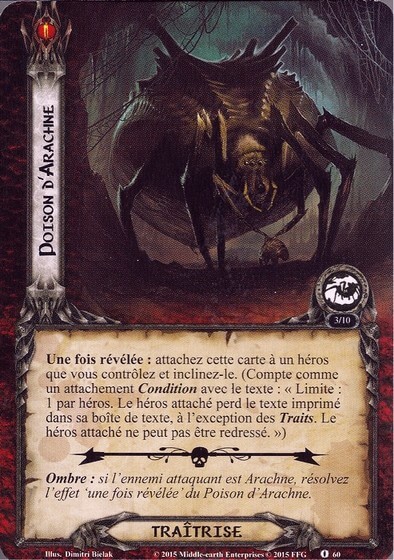 POISON D'ARACHNE
3/10
Une fois révélée : attachez cette carte à un héros
que vous contrôlez et inclinez-le. (Compte comme
un attachement Condition avec le texte : « Limite :
1 par héros. Le héros attaché perd le texte imprimé
dans sa boîte de texte, à l'exception des Traits. Le
héros attaché ne peut pas être redressé. »)
Ombre : si l'ennemi attaquant est Arachne, résolvez
l'effet ‘une fois révélée’ du Poison d'Arachne.
TRAÎTRISE
Illus. Dimitri Bielak © 2015 Middle-earth Enterprises © 2015 FFG 60